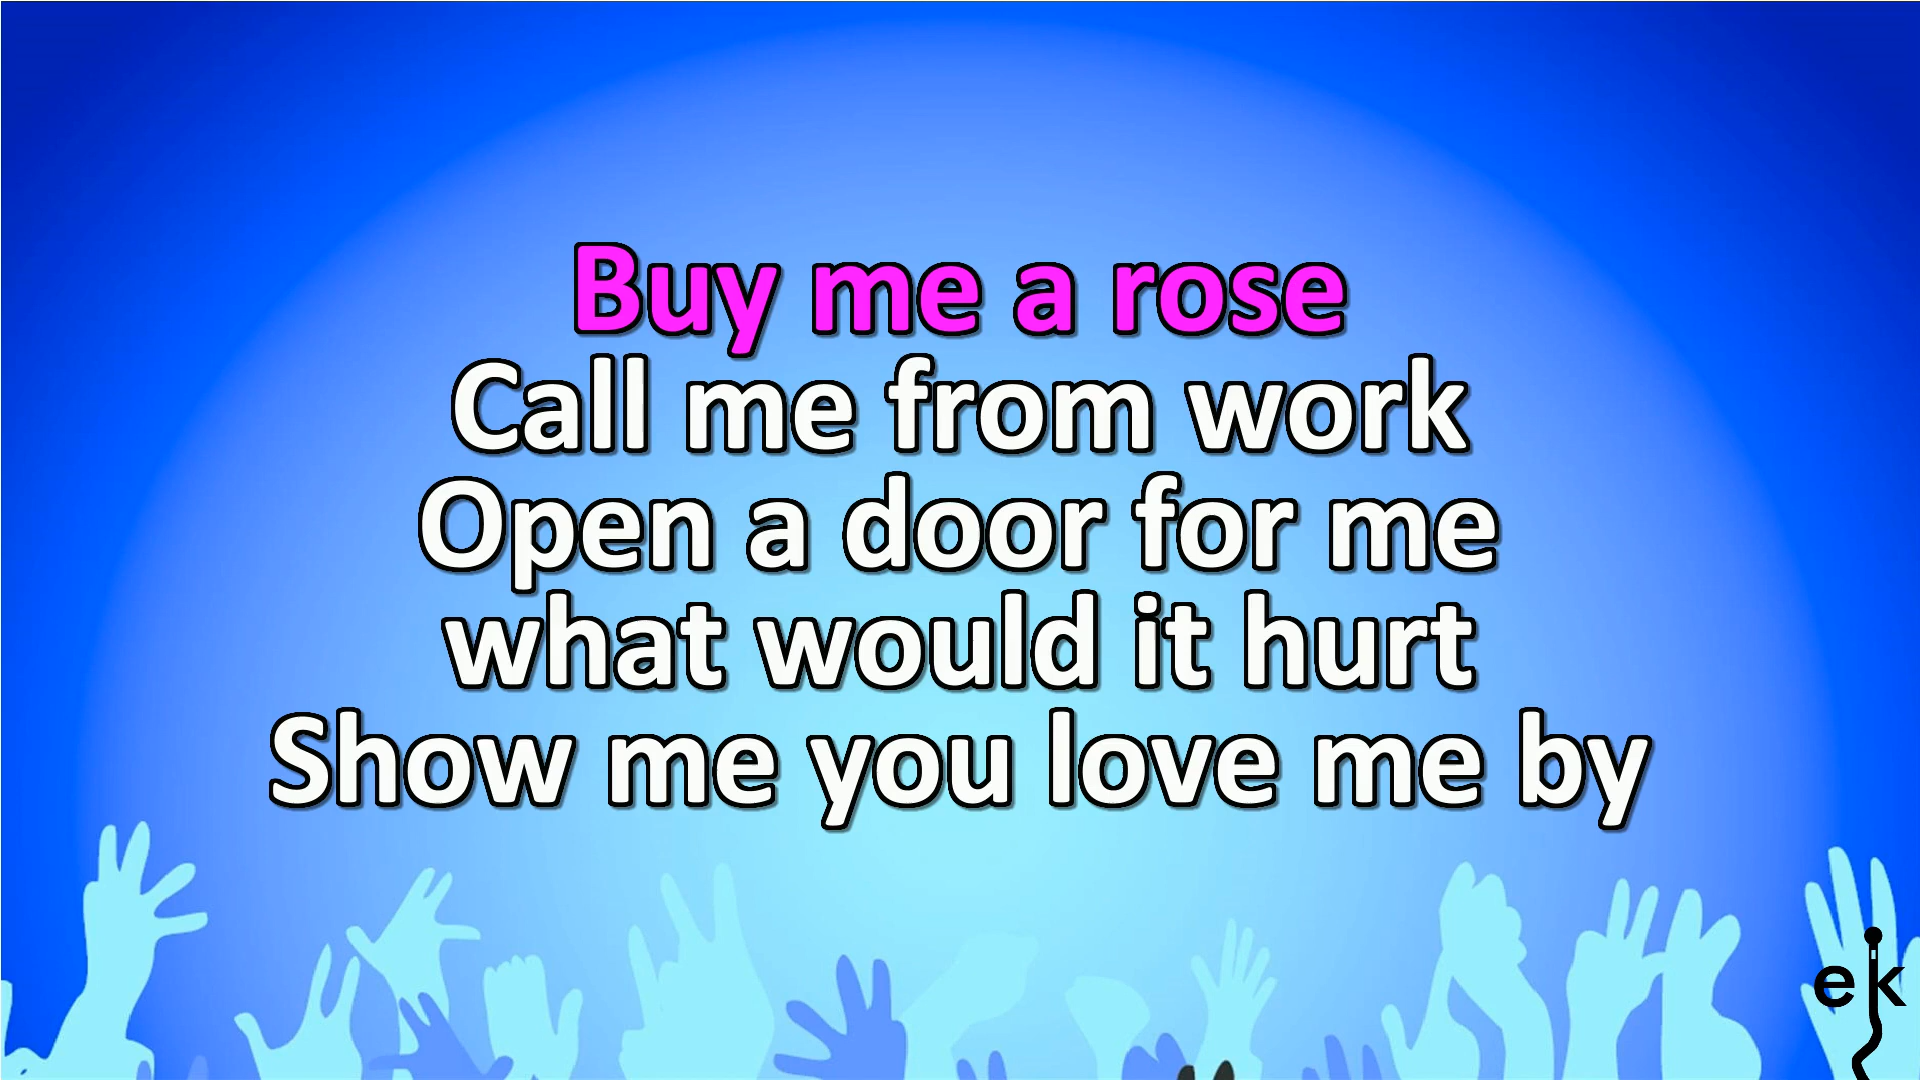 Buy me a rose
Call me from work
Open a door for me
what would it hurt
Show me you love me by
ek